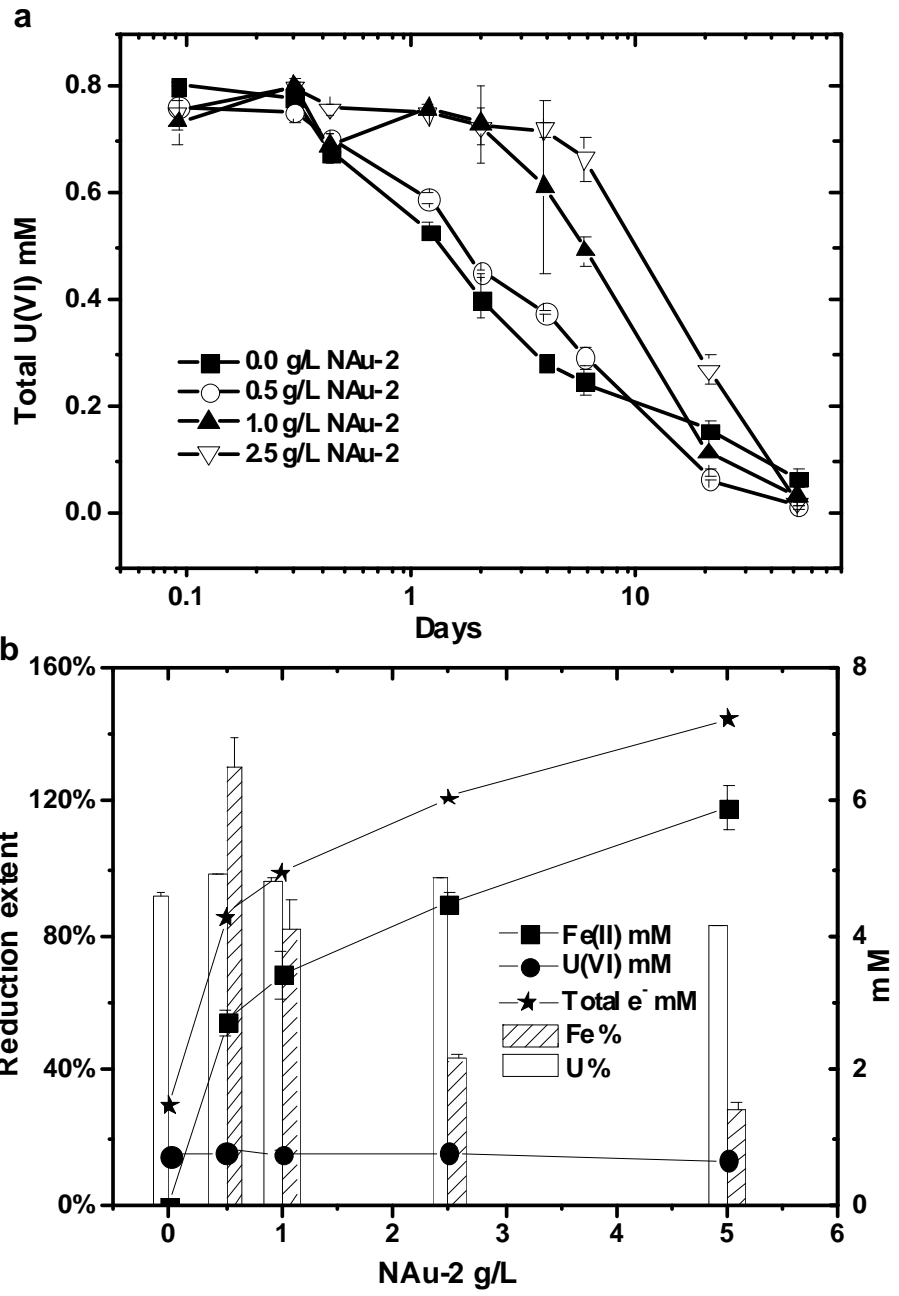 a
0.8
0.6
0.4
0.2
0.0
Total U(VI) mM
0.0 g/L NAu-2
0.5 g/L NAu-2
1.0 g/L NAu-2
2.5 g/L NAu-2
0.1
1
10
Days
b
160%
120%
80%
40%
0%
Reduction extent
8
6
4
2
0
mM
Fe(II) mM
U(VI) mM
Total e⁻ mM
Fe%
U%
0
1
2
3
4
5
6
NAu-2 g/L